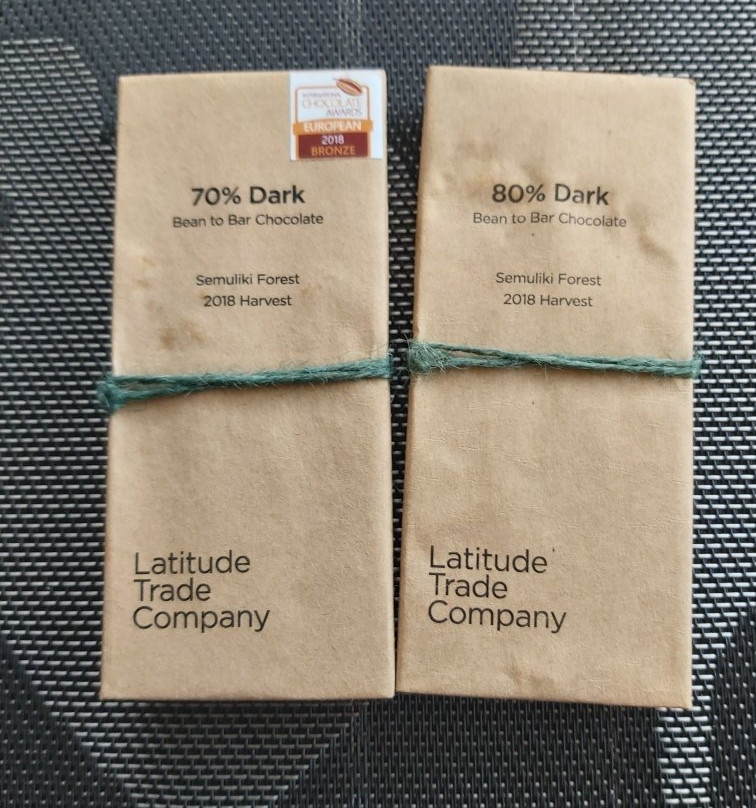 INTERNATIONAL
CHOCOLATE
AWARDS
EUROPEAN
2018
BRONZE
70% Dark
Bean to Bar Chocolate
Semuliki Forest
2018 Harvest
Latitude
Trade
Company
80% Dark
Bean to Bar Chocolate
Semuliki Forest
2018 Harvest
Latitude
Trade
Company